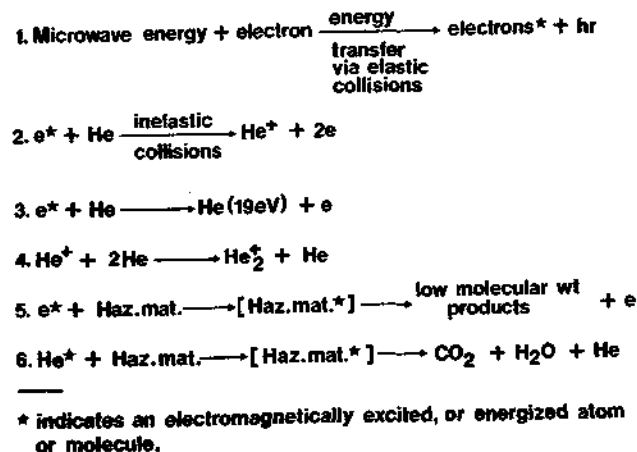 energy
1. Microwave energy + electron ⟶ electrons* + hr
transfer
via elastic
collisions
inelastic
2. e* + He ⟶ He⁺ + 2e
collisions
3. e* + He ⟶ He (19eV) + e
4. He⁺ + 2He ⟶ He₂⁺ + He
5. e* + Haz.mat. ⟶ [Haz.mat.*] ⟶ low molecular wt products + e
6. He* + Haz.mat. ⟶ [Haz.mat.*] ⟶ CO₂ + H₂O + He
* indicates an electromagnetically excited, or energized atom
or molecule.